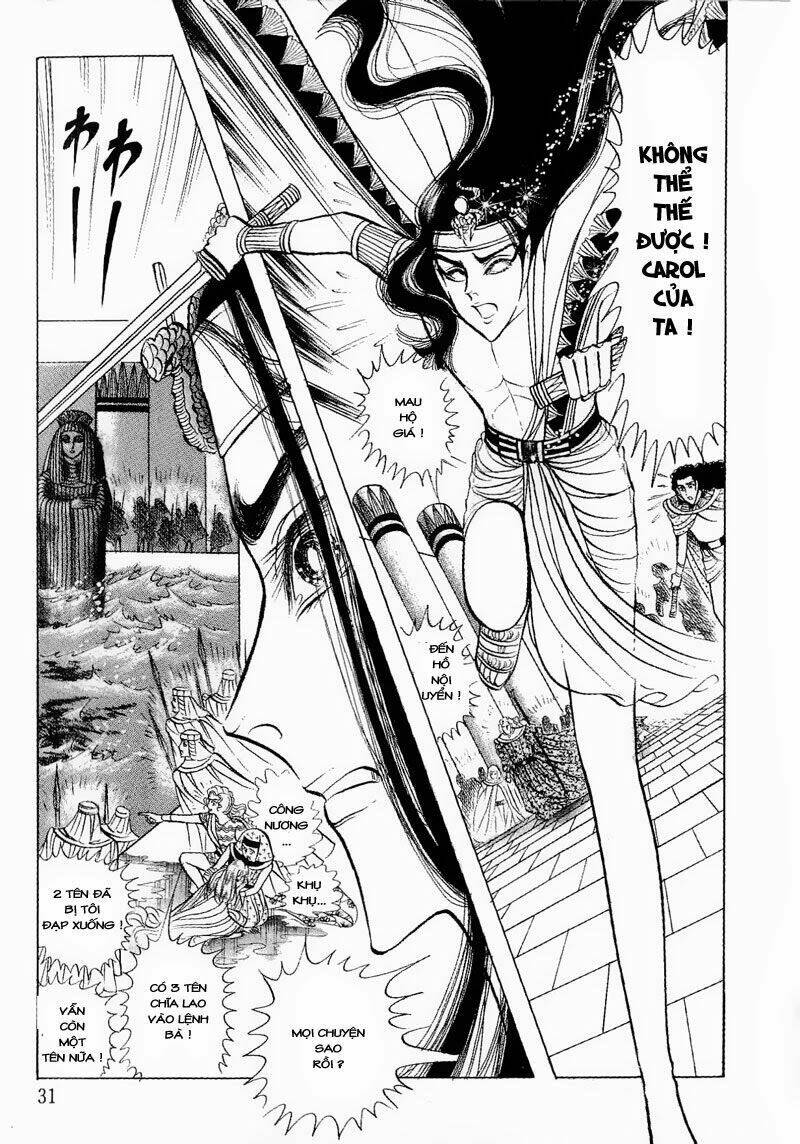 KHÔNG
THỂ
THẾ
ĐƯỢC !
CAROL
CỦA
TA !
MAU
HỘ
GIÁ !
わーわー
ĐẾN
HỒ
NỘI
UYỂN !
CÔNG
NƯƠNG
...
KHỤ
KHỤ...
2 TÊN ĐÃ
BỊ TÔI
ĐẠP XUỐNG !
CÓ 3 TÊN
CHĨA LAO
VÀO LỆNH
BÀ !
VẪN
CÒN
MỘT
TÊN NỮA !
MỌI CHUYỆN
SAO
RỒI ?
31